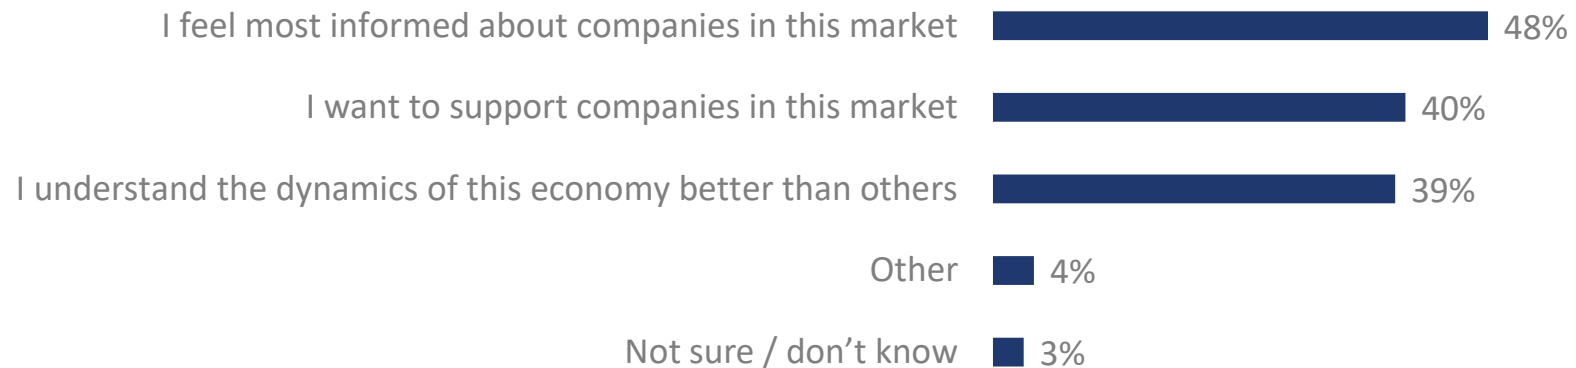 I feel most informed about companies in this market 48%
I want to support companies in this market 40%
I understand the dynamics of this economy better than others 39%
Other 4%
Not sure / don’t know 3%